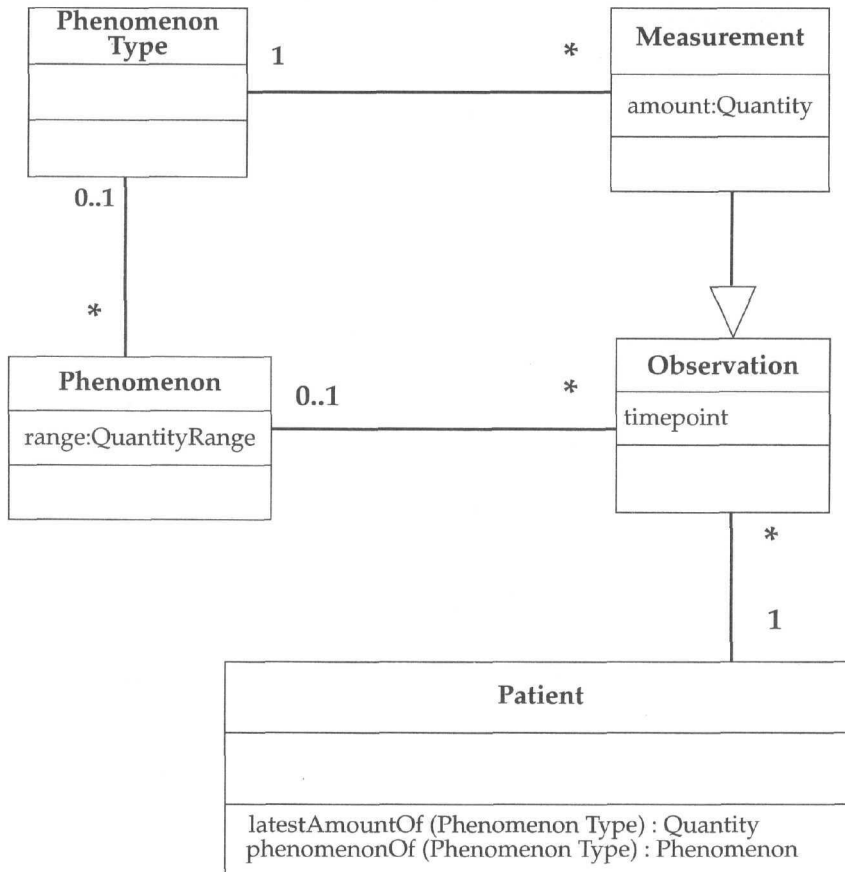 Phenomenon
Type
1
*
Measurement
amount:Quantity
0..1
*
Phenomenon
range:QuantityRange
0..1
*
Observation
timepoint
*
1
Patient
latestAmountOf (Phenomenon Type) : Quantity
phenomenonOf (Phenomenon Type) : Phenomenon